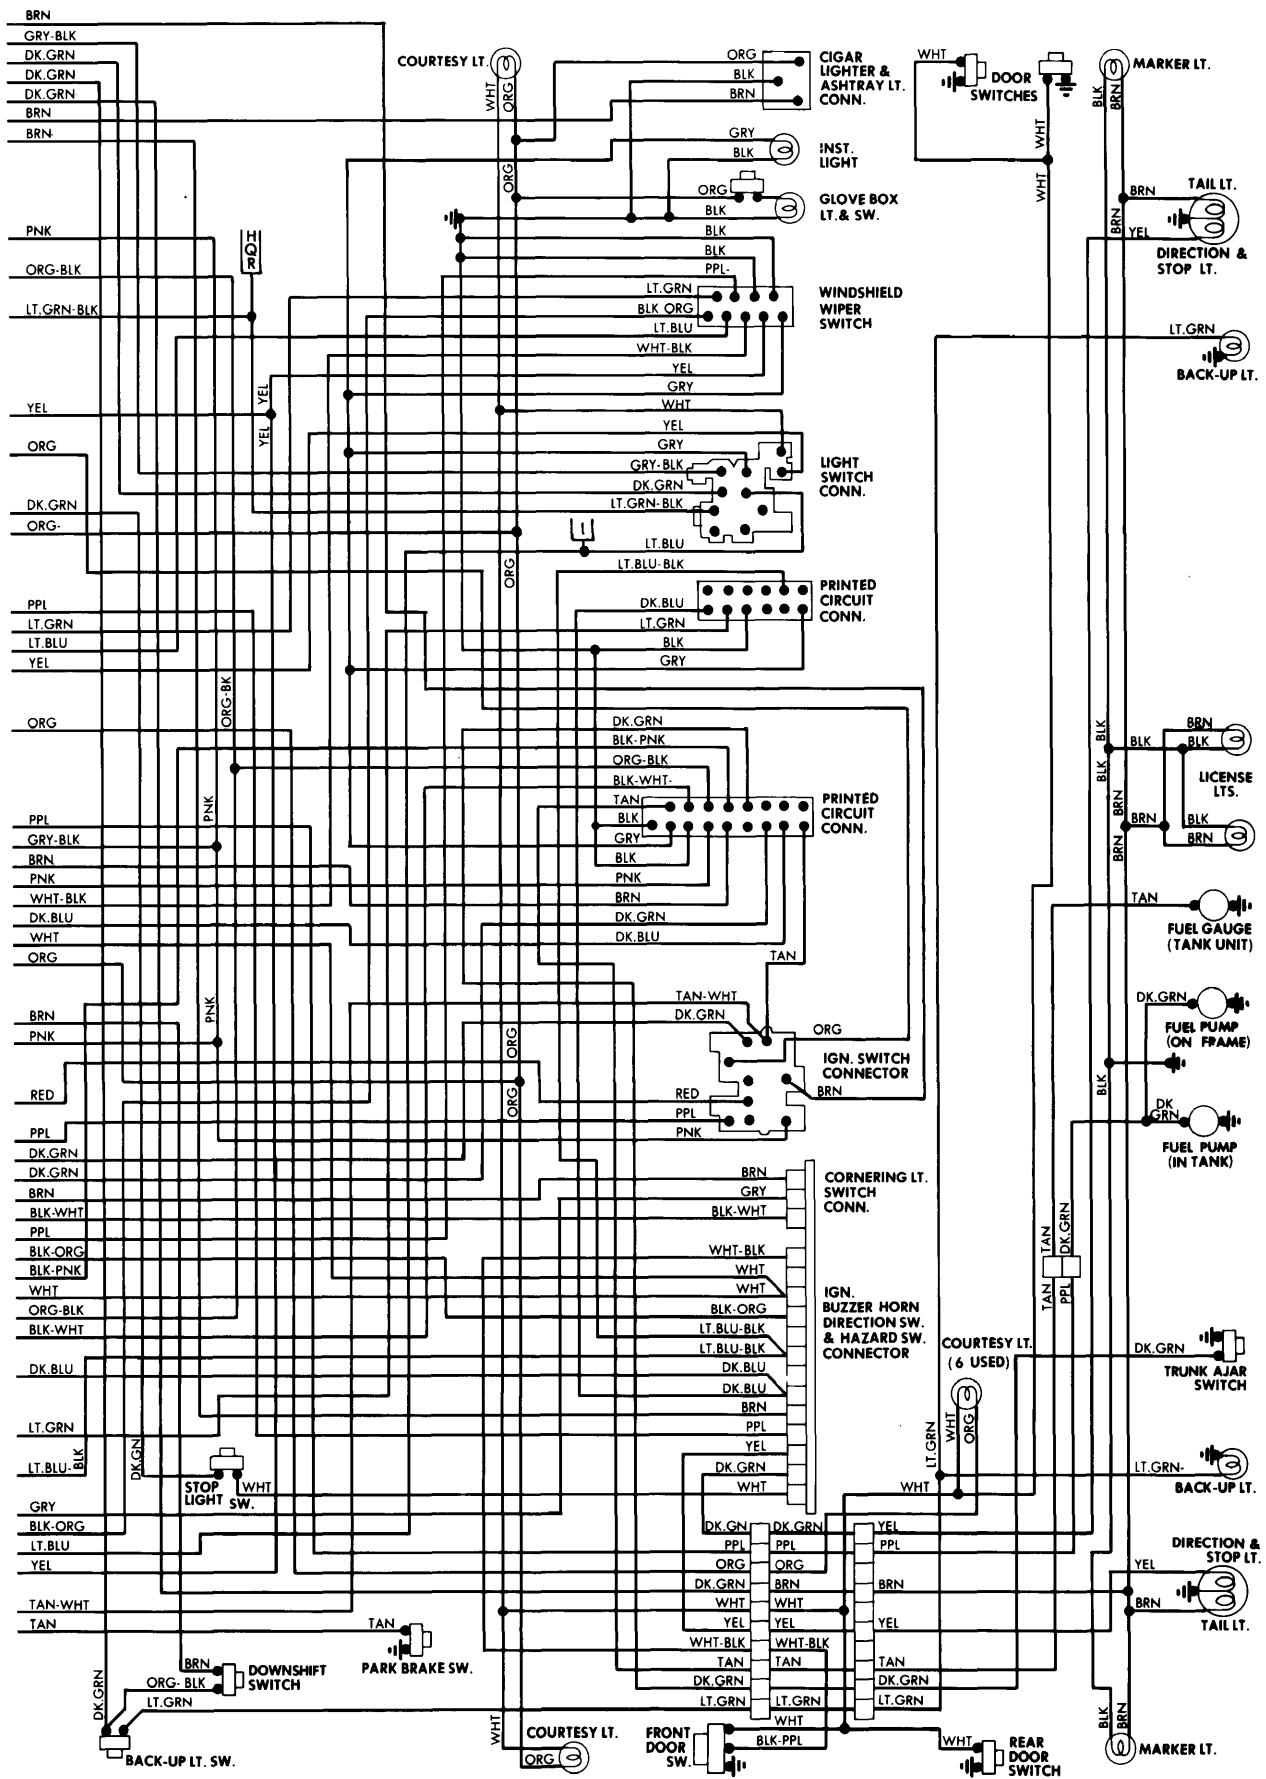 BRN
GRY-BLK
DK.GRN
DK.GRN
DK.GRN
BRN
BRN
PNK
ORG-BLK
LT.GRN-BLK
YEL
ORG
DK.GRN
ORG-
PPL
LT.GRN
LT.BLU
YEL
ORG
PPL
GRY-BLK
BRN
PNK
WHT-BLK
DK.BLU
WHT
ORG
BRN
PNK
RED
PPL
DK.GRN
DK.GRN
BRN
BLK-WHT
PPL
BLK-ORG
BLK-PNK
WHT
ORG-BLK
BLK-WHT
DK.BLU
LT.GRN
LT.BLU-
BLK
GRY
BLK-ORG
LT.BLU
YEL
TAN-WHT
TAN
HOR
YEL
YEL
ORG-BK
PNK
PNK
DK.GN
STOP
LIGHT SW.
WHT
TAN
PARK BRAKE SW.
BRN
ORG- BLK
DOWNSHIFT
SWITCH
LT.GRN
DK.GRN
BACK-UP LT. SW.
COURTESY LT.
WHT
ORG
ORG
ORG
ORG
ORG
ORG
BLK
BRN
CIGAR
LIGHTER &
ASHTRAY LT.
CONN.
GRY
BLK
INST.
LIGHT
ORG
BLK
GLOVE BOX
LT.& SW.
BLK
BLK
PPL-
LT.GRN
BLK ORG
LT.BLU
WHT-BLK
YEL
GRY
WINDSHIELD
WIPER
SWITCH
WHT
YEL
GRY
GRY-BLK
DK.GRN
LT.GRN-BLK
LT.BLU
LIGHT
SWITCH
CONN.
I
LT.BLU-BLK
DK.BLU
LT.GRN
BLK
GRY
PRINTED
CIRCUIT
CONN.
DK.GRN
BLK-PNK
ORG-BLK
BLK-WHT-
TAN
BLK
GRY
BLK
PNK
BRN
DK.GRN
DK.BLU
TAN
PRINTED
CIRCUIT
CONN.
TAN-WHT
DK.GRN
ORG
RED
PPL
PNK
BRN
IGN. SWITCH
CONNECTOR
BRN
GRY
BLK-WHT
CORNERING LT.
SWITCH
CONN.
WHT-BLK
WHT
WHT
BLK-ORG
LT.BLU-BLK
LT.BLU-BLK
DK.BLU
DK.BLU
BRN
PPL
YEL
DK.GRN
WHT
IGN.
BUZZER HORN
DIRECTION SW.
& HAZARD SW.
CONNECTOR
DK.GN
DK.GRN
YEL
PPL
PPL
PPL
ORG
ORG
DK.GRN
BRN
BRN
WHT
WHT
YEL
YEL
YEL
WHT-BLK
WHT-BLK
TAN
TAN
TAN
DK.GRN
DK.GRN
LT.GRN
LT.GRN
LT.GRN
WHT
COURTESY LT.
ORG
FRONT
DOOR
SW.
WHT
BLK-PPL
WHT
REAR
DOOR
SWITCH
WHT
DOOR
SWITCHES
WHT
WHT
MARKER LT.
BLK
BRN
BRN
TAIL LT.
BRN
YEL
DIRECTION &
STOP LT.
LT.GRN
BACK-UP LT.
BLK
BLK
BLK
BRN
BLK
LICENSE
LTS.
BRN
BRN
BRN
BLK
BRN
TAN
FUEL GAUGE
(TANK UNIT)
DK.GRN
FUEL PUMP
(ON FRAME)
BLK
DK
GRN
FUEL PUMP
(IN TANK)
TAN
DK.GRN
TAN
PPL
DK.GRN
TRUNK AJAR
SWITCH
COURTESY LT.
(6 USED)
LT.GRN
WHT
ORG
WHT
LT.GRN-
BACK-UP LT.
DIRECTION &
STOP LT.
YEL
BRN
TAIL LT.
BLK
BRN
MARKER LT.